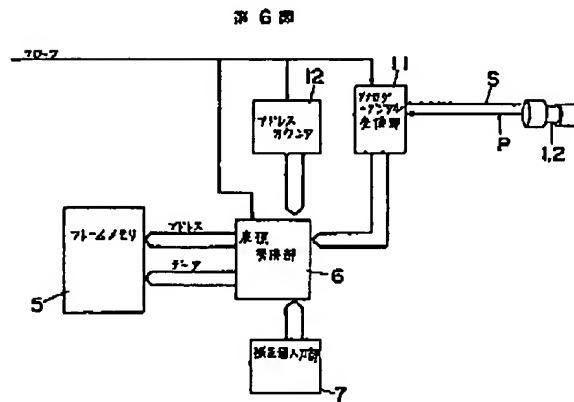 第6図
クロック
12
11
アドレス
カウンタ
アナログ
ーデジタル
変換部
S
P
1,2
フレームメモリ
アドレス
データ
座標
変換部
5
6
補正値入力部
7